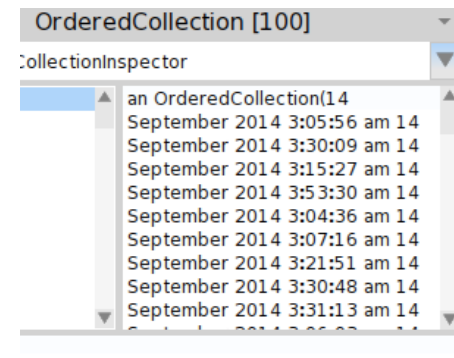 OrderedCollection [100]
CollectionInspector
an OrderedCollection(14
September 2014 3:05:56 am 14
September 2014 3:30:09 am 14
September 2014 3:15:27 am 14
September 2014 3:53:30 am 14
September 2014 3:04:36 am 14
September 2014 3:07:16 am 14
September 2014 3:21:51 am 14
September 2014 3:30:48 am 14
September 2014 3:31:13 am 14